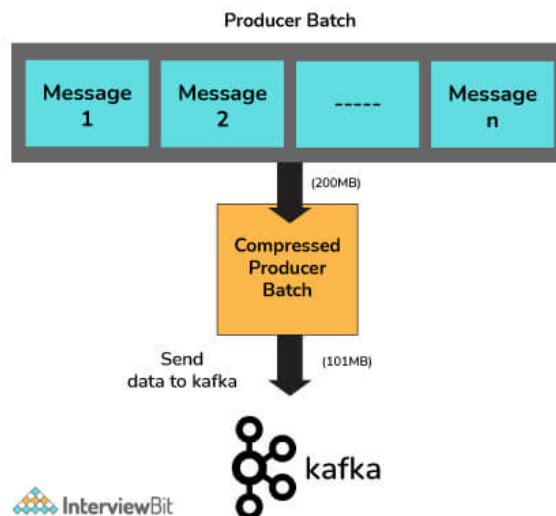 Producer Batch
Message
1
Message
2
-----
Message
n
(200MB)
Compressed
Producer
Batch
Send
data to kafka
(101MB)
kafka
InterviewBit